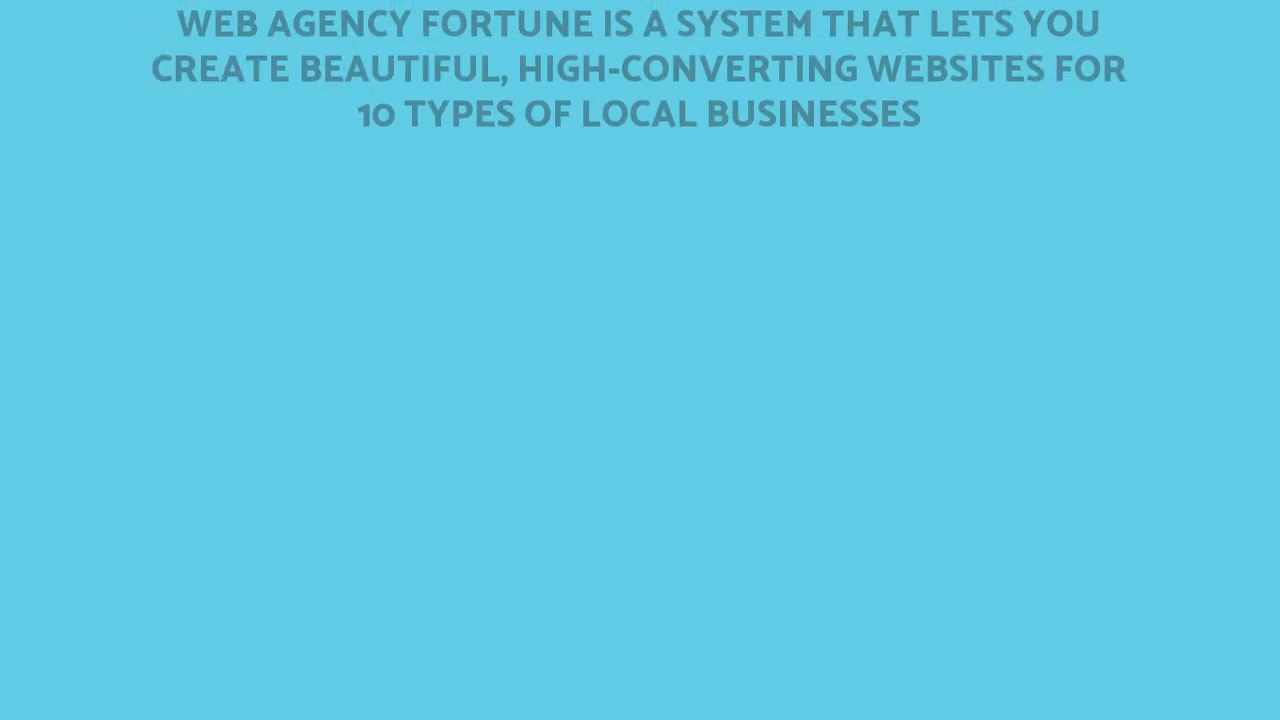 WEB AGENCY FORTUNE IS A SYSTEM THAT LETS YOU
CREATE BEAUTIFUL, HIGH-CONVERTING WEBSITES FOR
10 TYPES OF LOCAL BUSINESSES